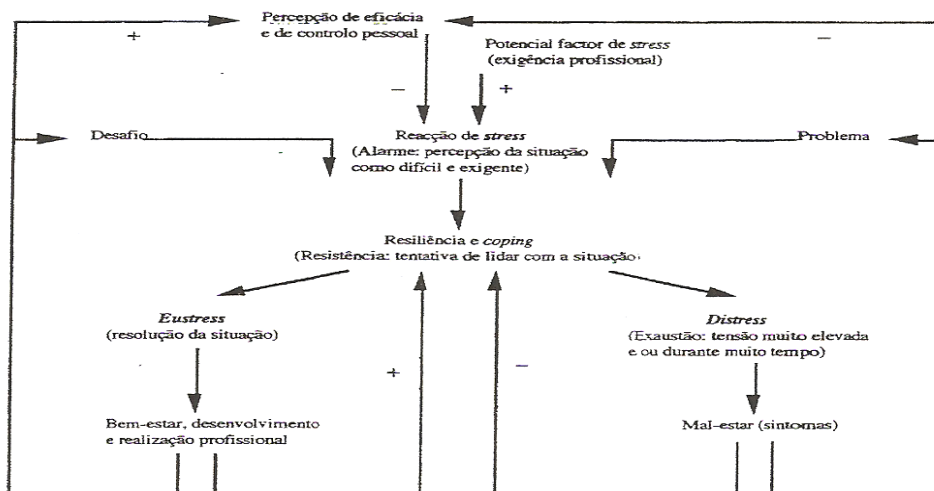 Percepção de eficácia
e de controlo pessoal
+
−
Potencial factor de stress
(exigência profissional)
−
+
Desafio
Reacção de stress
(Alarme: percepção da situação
como difícil e exigente)
Problema
Resiliência e coping
(Resistência: tentativa de lidar com a situação)
Eustress
(resolução da situação)
Distress
(Exaustão: tensão muito elevada
e ou durante muito tempo)
+
−
Bem-estar, desenvolvimento
e realização profissional
Mal-estar (sintomas)